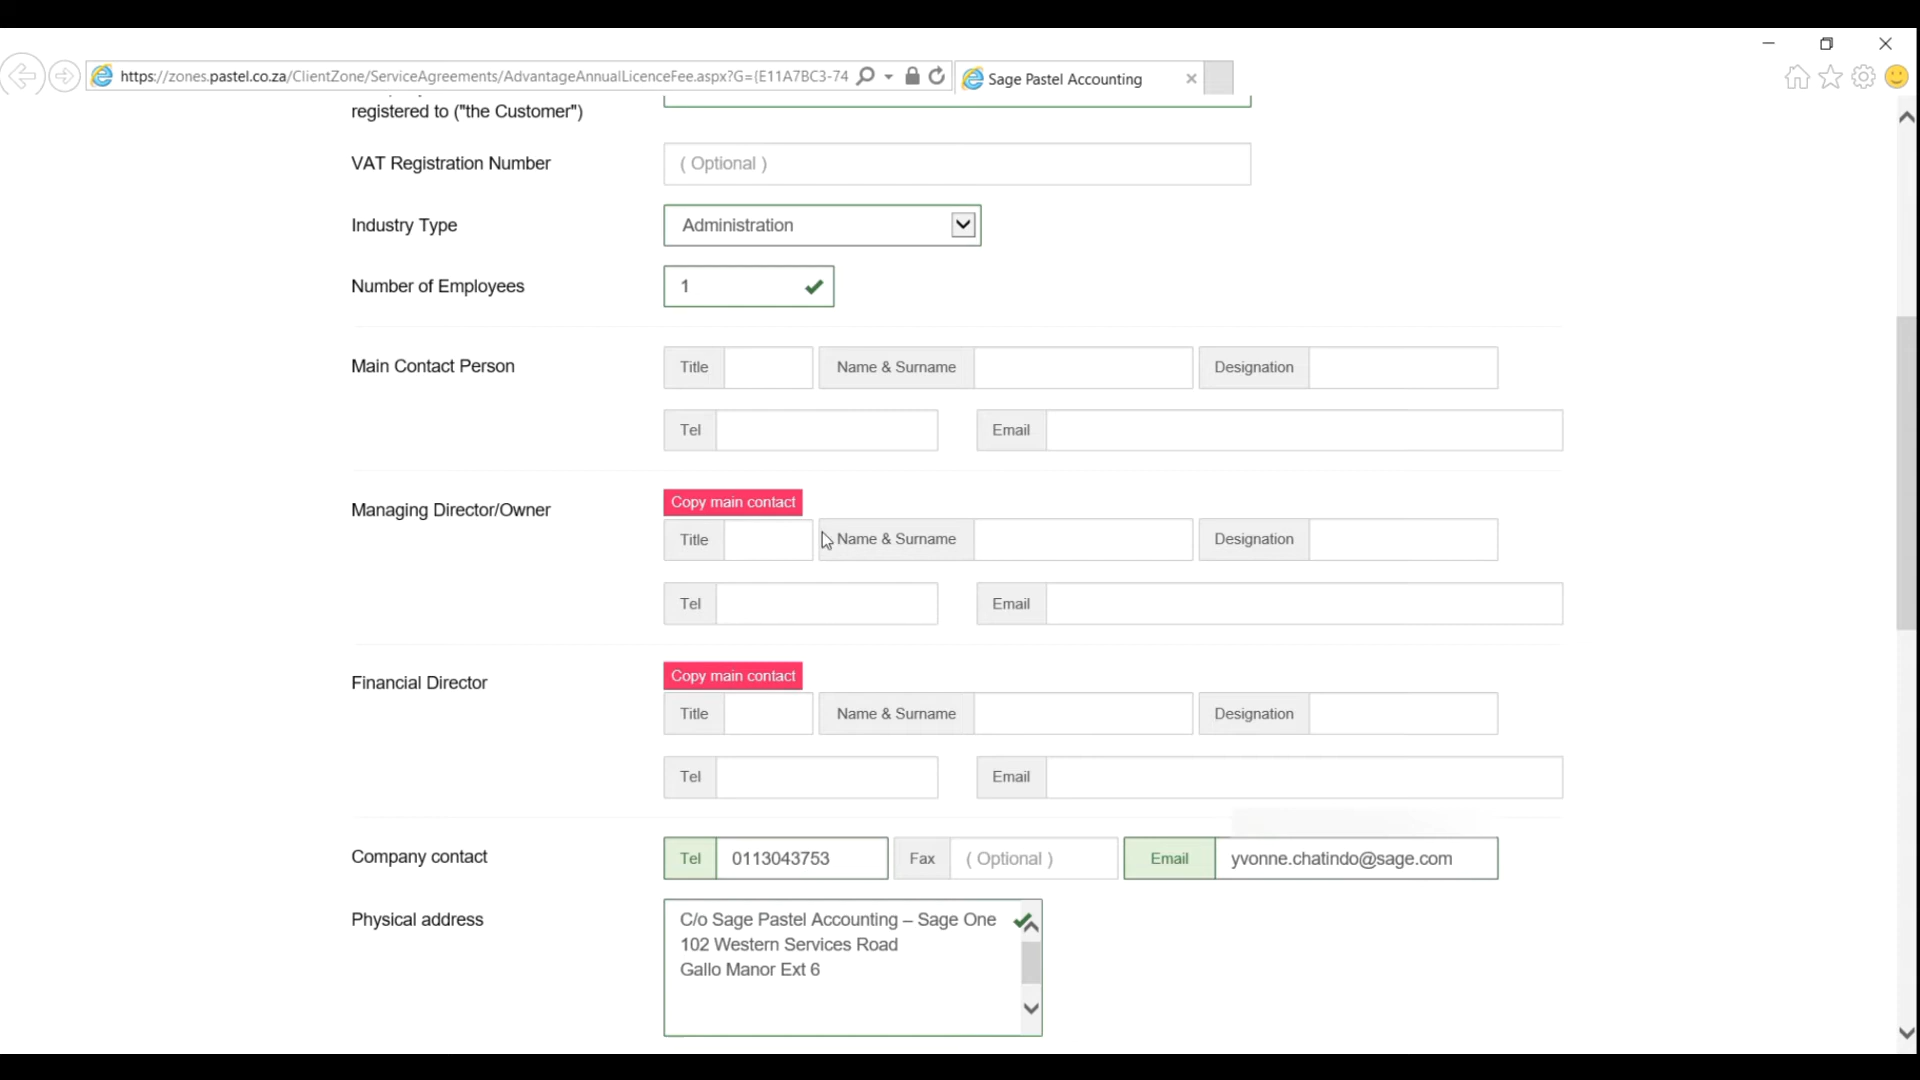 https://zones.pastel.co.za/ClientZone/ServiceAgreements/AdvantageAnnualLicenceFee.aspx?G={E11A7BC3-74
Sage Pastel Accounting
registered to ("the Customer")
VAT Registration Number
( Optional )
Industry Type
Administration
Number of Employees
1
Main Contact Person
Title
Name & Surname
Designation
Tel
Email
Managing Director/Owner
Copy main contact
Title
Name & Surname
Designation
Tel
Email
Financial Director
Copy main contact
Title
Name & Surname
Designation
Tel
Email
Company contact
Tel
0113043753
Fax
( Optional )
Email
yvonne.chatindo@sage.com
Physical address
C/o Sage Pastel Accounting – Sage One
102 Western Services Road
Gallo Manor Ext 6